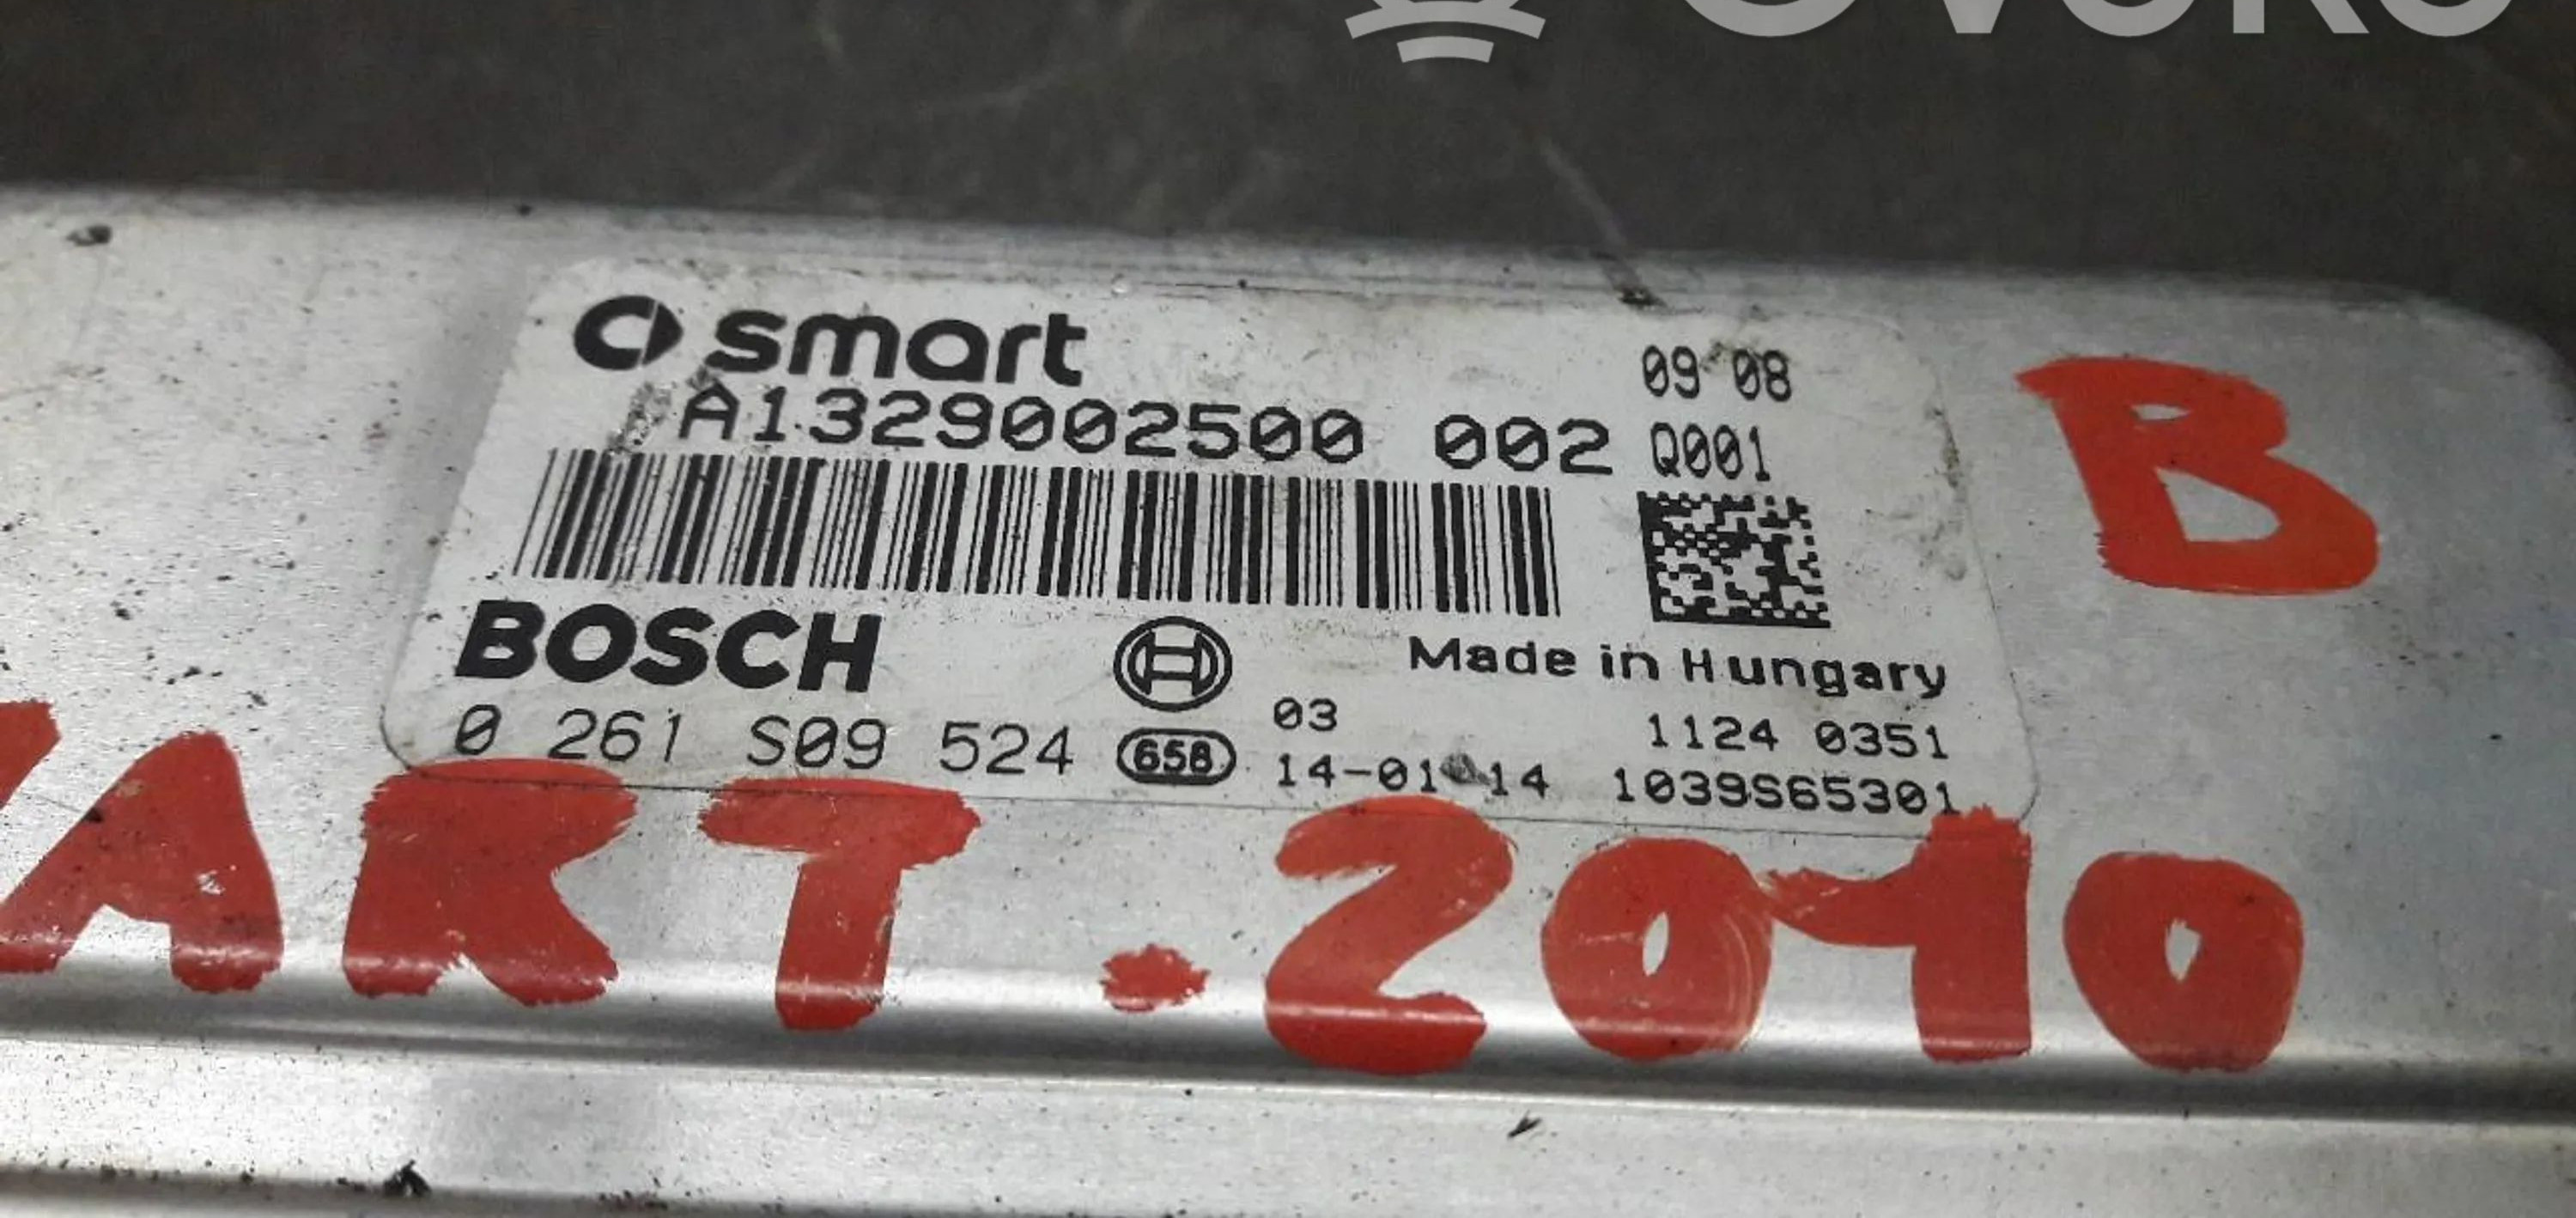 smart
09 08
A1329002500 002 Q001
BOSCH
Made in Hungary
0 261 S09 524
658
03
14-01 14
1124 0351
1039S65301
B
ART.2010